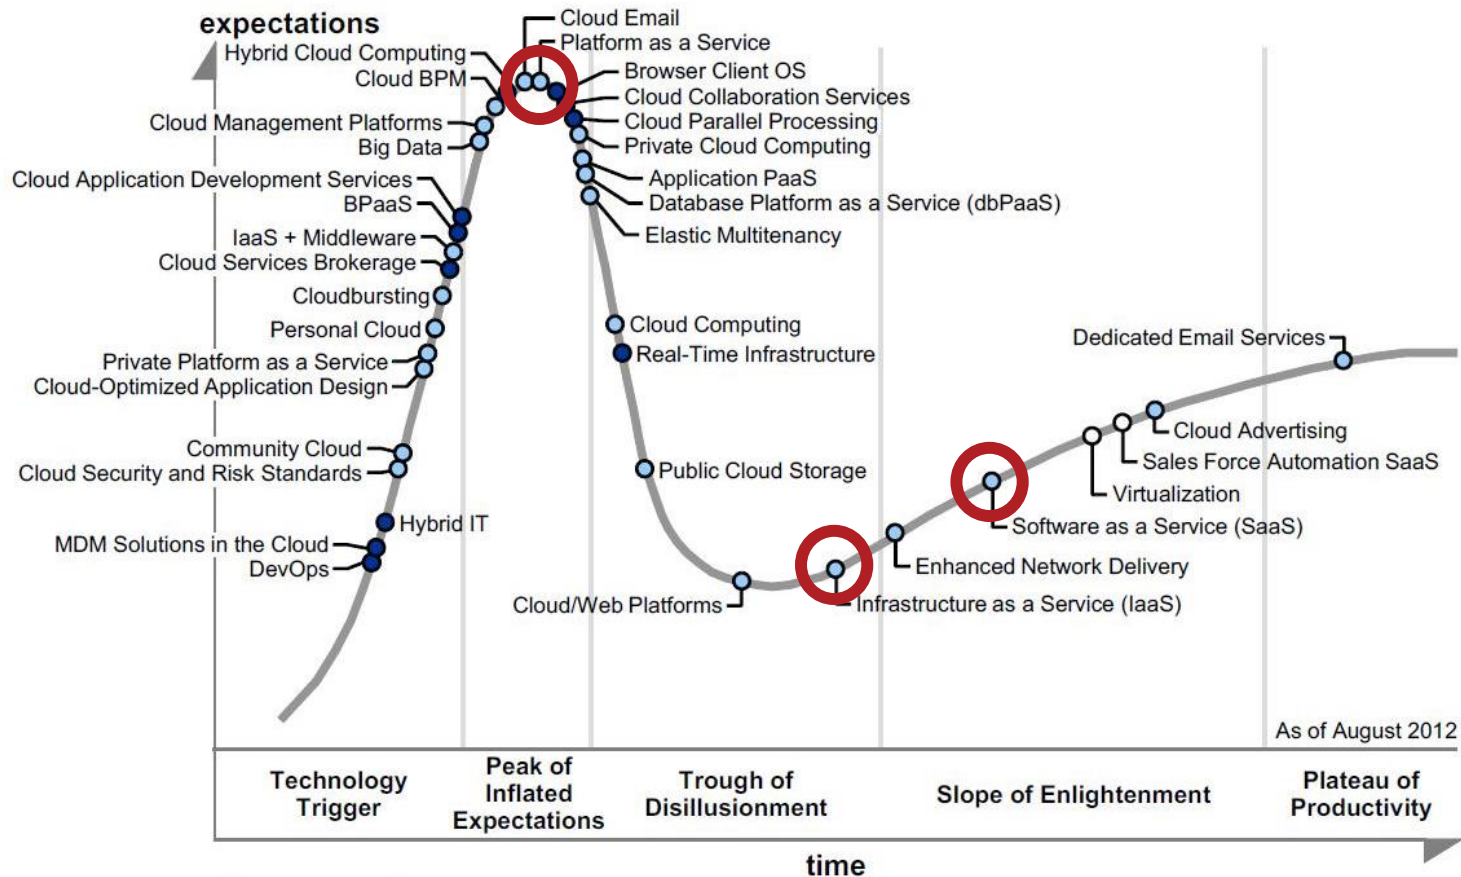 expectations
Cloud Email
Platform as a Service
Hybrid Cloud Computing
Cloud BPM
Browser Client OS
Cloud Collaboration Services
Cloud Parallel Processing
Private Cloud Computing
Cloud Management Platforms
Big Data
Application PaaS
Database Platform as a Service (dbPaaS)
Elastic Multitenancy
Cloud Application Development Services
BPaaS
IaaS + Middleware
Cloud Services Brokerage
Cloudbursting
Personal Cloud
Private Platform as a Service
Cloud-Optimized Application Design
Community Cloud
Cloud Security and Risk Standards
Hybrid IT
MDM Solutions in the Cloud
DevOps
Cloud Computing
Real-Time Infrastructure
Public Cloud Storage
Cloud/Web Platforms
Infrastructure as a Service (IaaS)
Enhanced Network Delivery
Software as a Service (SaaS)
Virtualization
Sales Force Automation SaaS
Cloud Advertising
Dedicated Email Services
As of August 2012
Technology
Trigger
Peak of
Inflated
Expectations
Trough of
Disillusionment
Slope of Enlightenment
Plateau of
Productivity
time